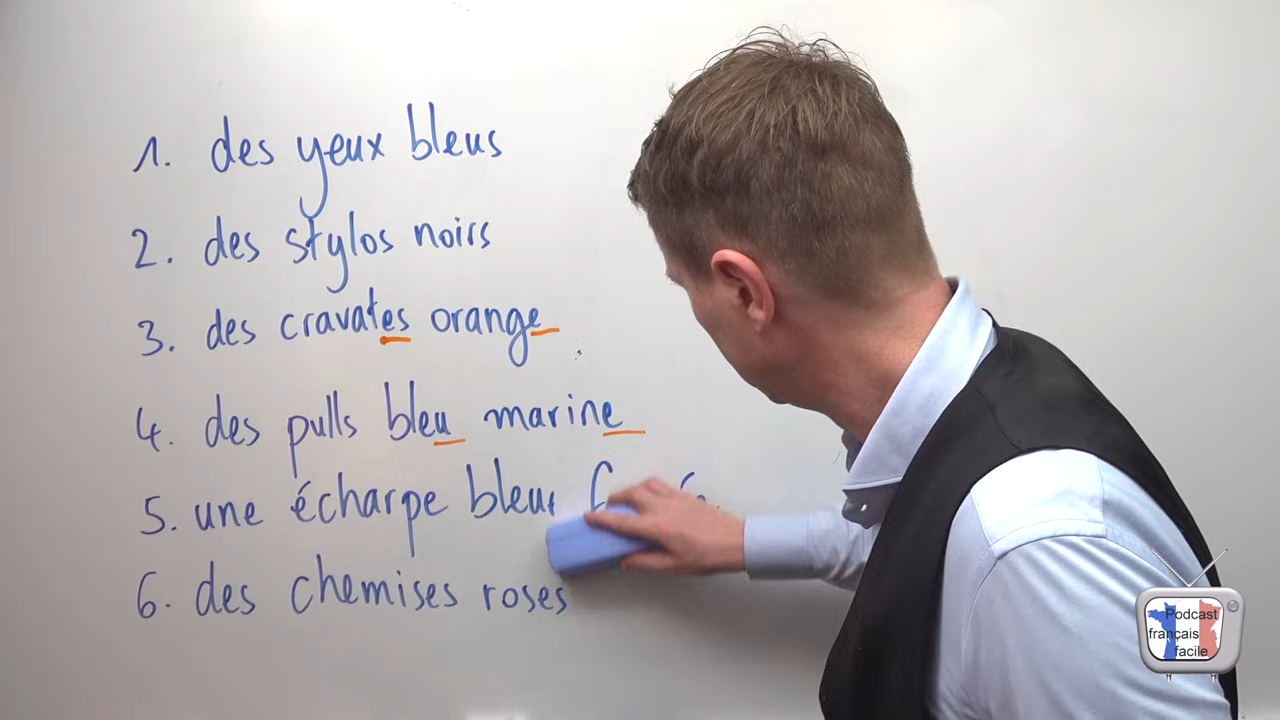 1. des yeux bleus
2. des stylos noirs
3. des cravates orange
4. des pulls bleu marine
5. une écharpe
6. des chemises roses
Podcast
français
facile